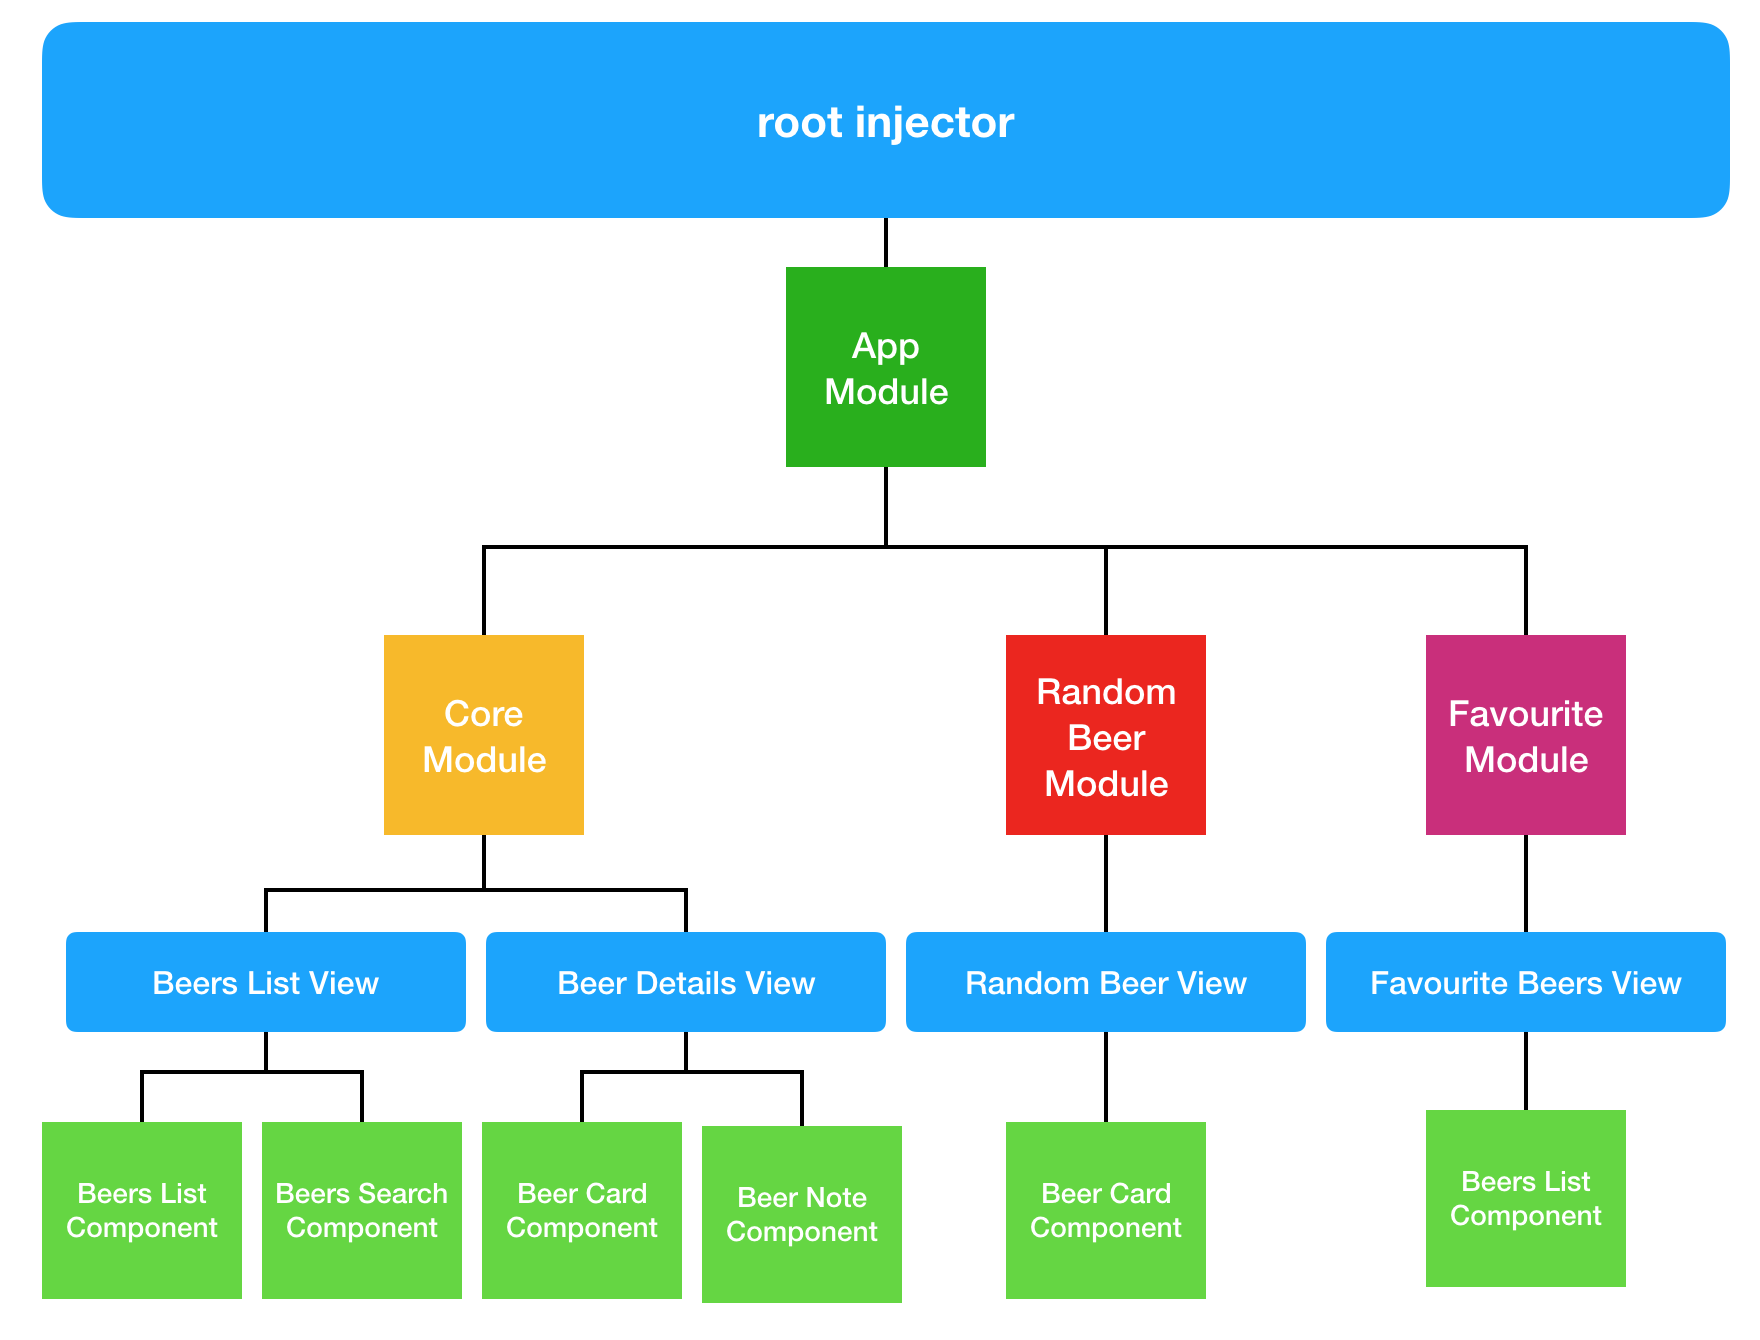 root injector
App
Module
Core
Module
Random
Beer
Module
Favourite
Module
Beers List View
Beer Details View
Random Beer View
Favourite Beers View
Beers List
Component
Beers Search
Component
Beer Card
Component
Beer Note
Component
Beer Card
Component
Beers List
Component